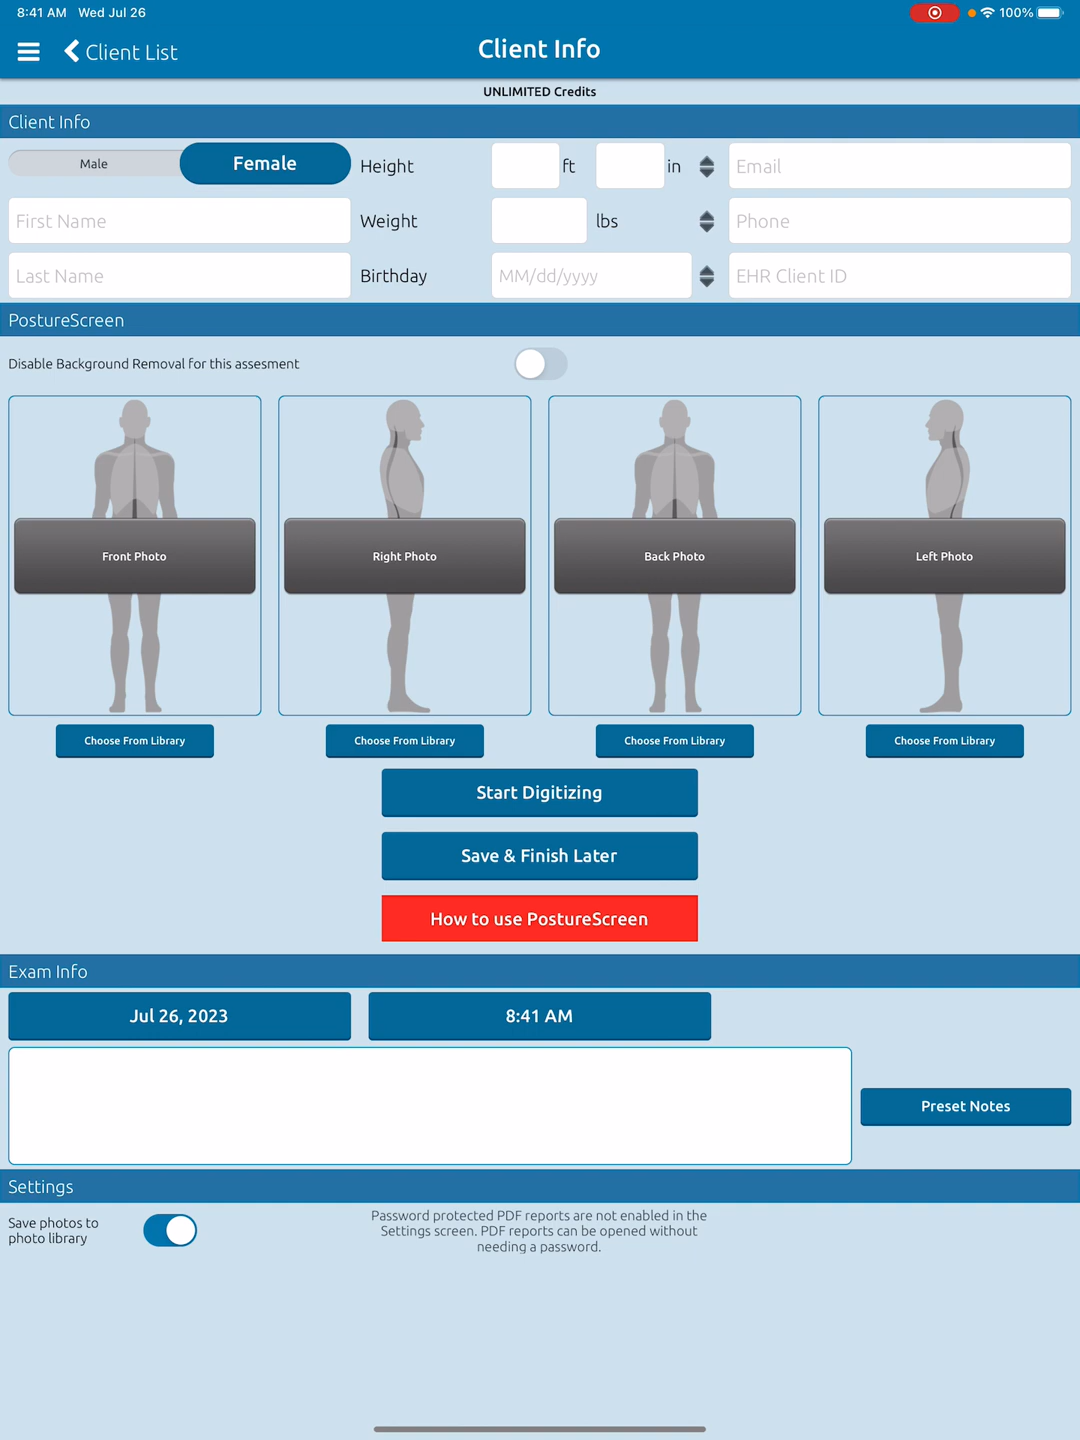 8:41 AM Wed Jul 26
100%
Client List
Client Info
UNLIMITED Credits
Client Info
Male
Female
Height
ft
in
Email
First Name
Weight
lbs
Phone
Last Name
Birthday
MM/dd/yyyy
EHR Client ID
PostureScreen
Disable Background Removal for this assesment
Front Photo
Right Photo
Back Photo
Left Photo
Choose From Library
Choose From Library
Choose From Library
Choose From Library
Start Digitizing
Save & Finish Later
How to use PostureScreen
Exam Info
Jul 26, 2023
8:41 AM
Preset Notes
Settings
Save photos to
photo library
Password protected PDF reports are not enabled in the
Settings screen. PDF reports can be opened without
needing a password.